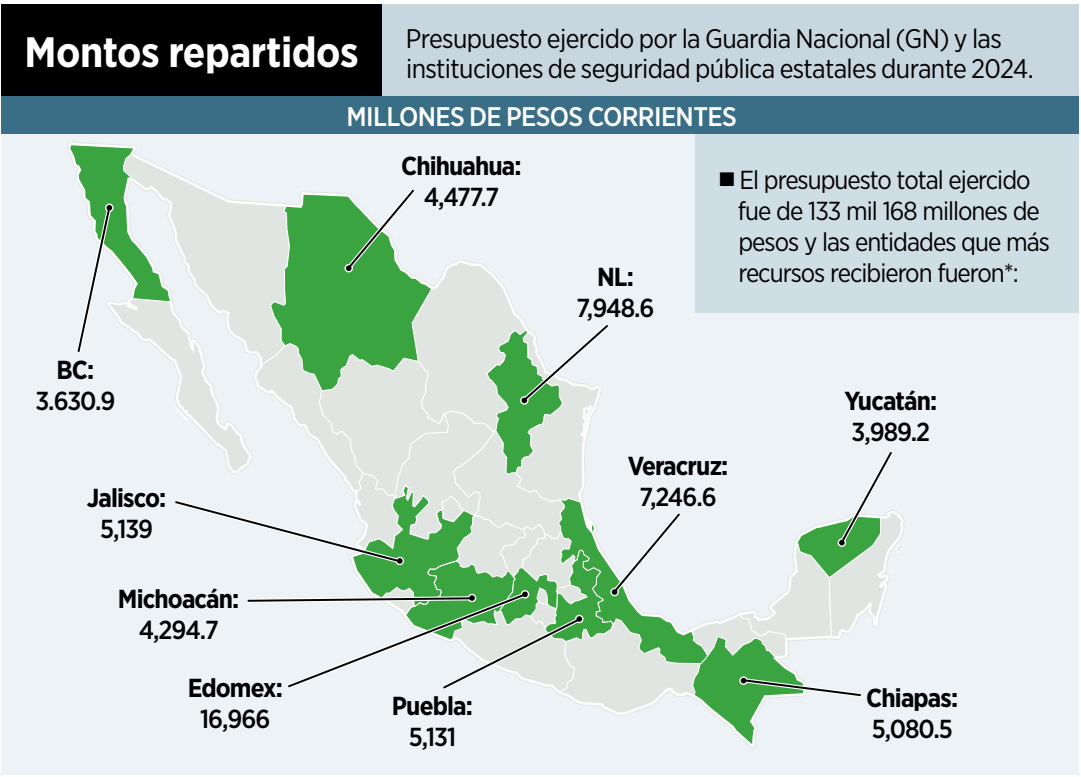 Montos repartidos
Presupuesto ejercido por la Guardia Nacional (GN) y las
instituciones de seguridad pública estatales durante 2024.
MILLONES DE PESOS CORRIENTES
■ El presupuesto total ejercido
fue de 133 mil 168 millones de
pesos y las entidades que más
recursos recibieron fueron*:
Chihuahua:
4,477.7
NL:
7,948.6
BC:
3.630.9
Yucatán:
3,989.2
Veracruz:
7,246.6
Jalisco:
5,139
Michoacán:
4,294.7
Edomex:
16,966
Puebla:
5,131
Chiapas:
5,080.5